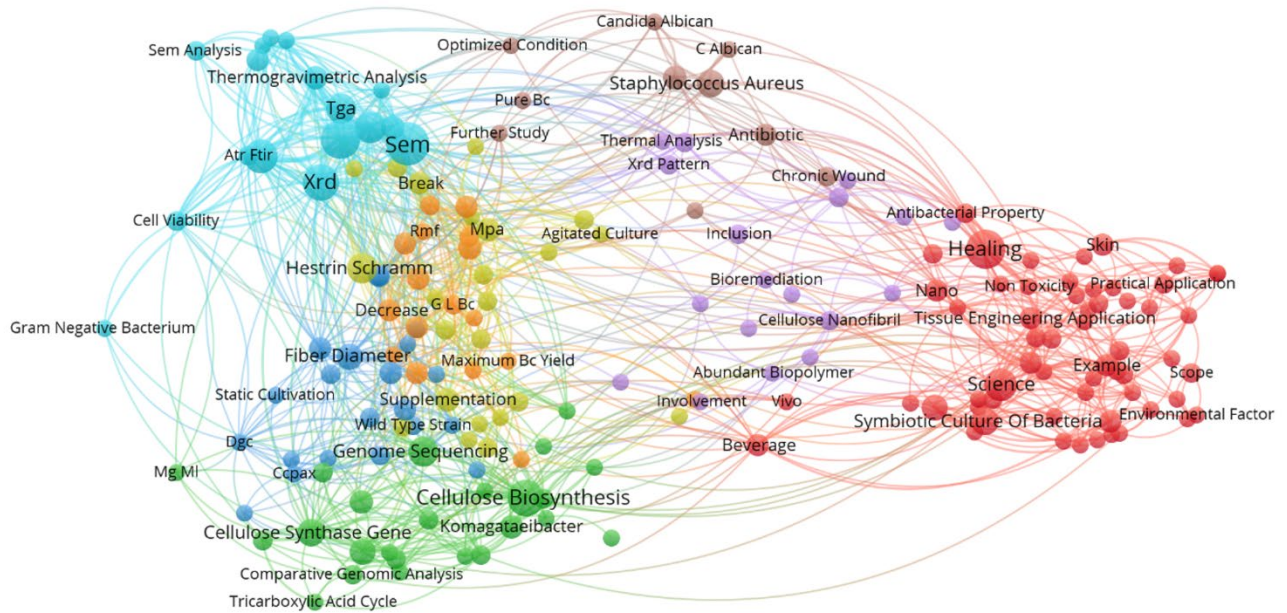 Candida Albican
Optimized Condition
C Albican
Sem Analysis
Thermogravimetric Analysis
Staphylococcus Aureus
Pure Bc
Tga
Further Study
Antibiotic
Thermal Analysis
Sem
Atr Ftir
Xrd Pattern
Xrd
Break
Chronic Wound
Cell Viability
Antibacterial Property
Rmf
Mpa
Agitated Culture
Inclusion
Healing
Skin
Hestrin Schramm
Bioremediation
Nano
Non Toxicity
Practical Application
G L Bc
Decrease
Cellulose Nanofibril
Tissue Engineering Application
Gram Negative Bacterium
Fiber Diameter
Maximum Bc Yield
Abundant Biopolymer
Example
Scope
Science
Static Cultivation
Supplementation
Involvement
Vivo
Environmental Factor
Symbiotic Culture Of Bacteria
Wild Type Strain
Dgc
Beverage
Genome Sequencing
Mg Ml
Ccpax
Cellulose Biosynthesis
Komagataeibacter
Cellulose Synthase Gene
Comparative Genomic Analysis
Tricarboxylic Acid Cycle